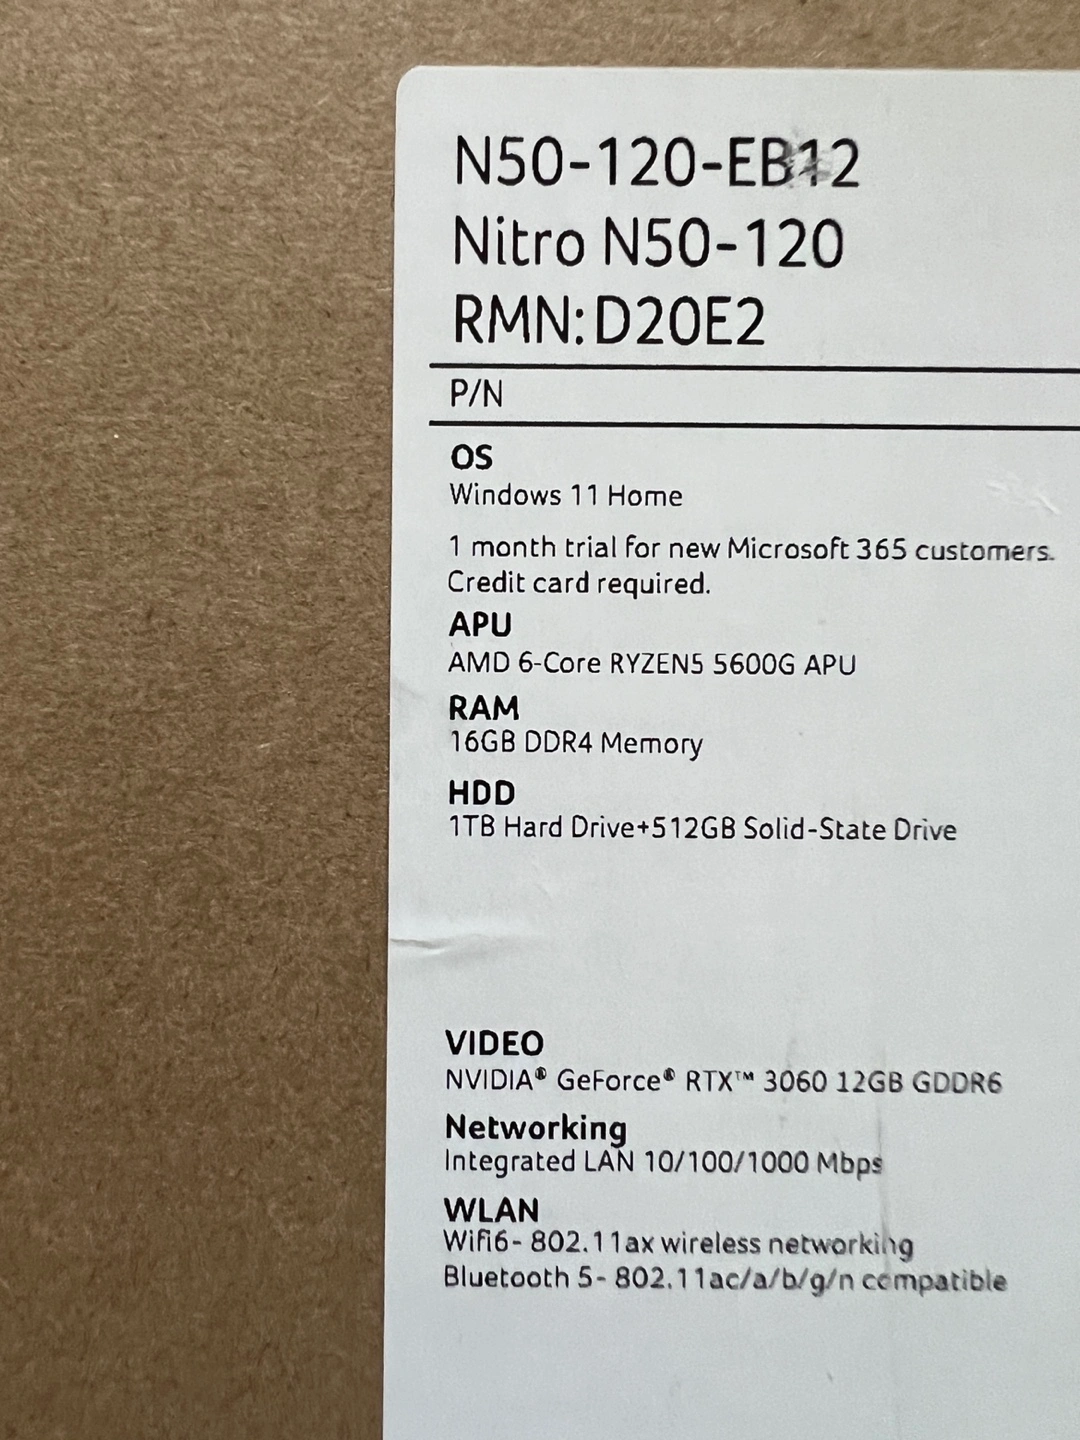 N50-120-EB12
Nitro N50-120
RMN: D20E2
P/N
OS
Windows 11 Home
1 month trial for new Microsoft 365 customers.
Credit card required.
APU
AMD 6-Core RYZEN5 5600G APU
RAM
16GB DDR4 Memory
HDD
1TB Hard Drive+512GB Solid-State Drive
VIDEO
NVIDIA® GeForce® RTX™ 3060 12GB GDDR6
Networking
Integrated LAN 10/100/1000 Mbps
WLAN
Wifi6- 802.11ax wireless networking
Bluetooth 5- 802.11ac/a/b/g/n compatible